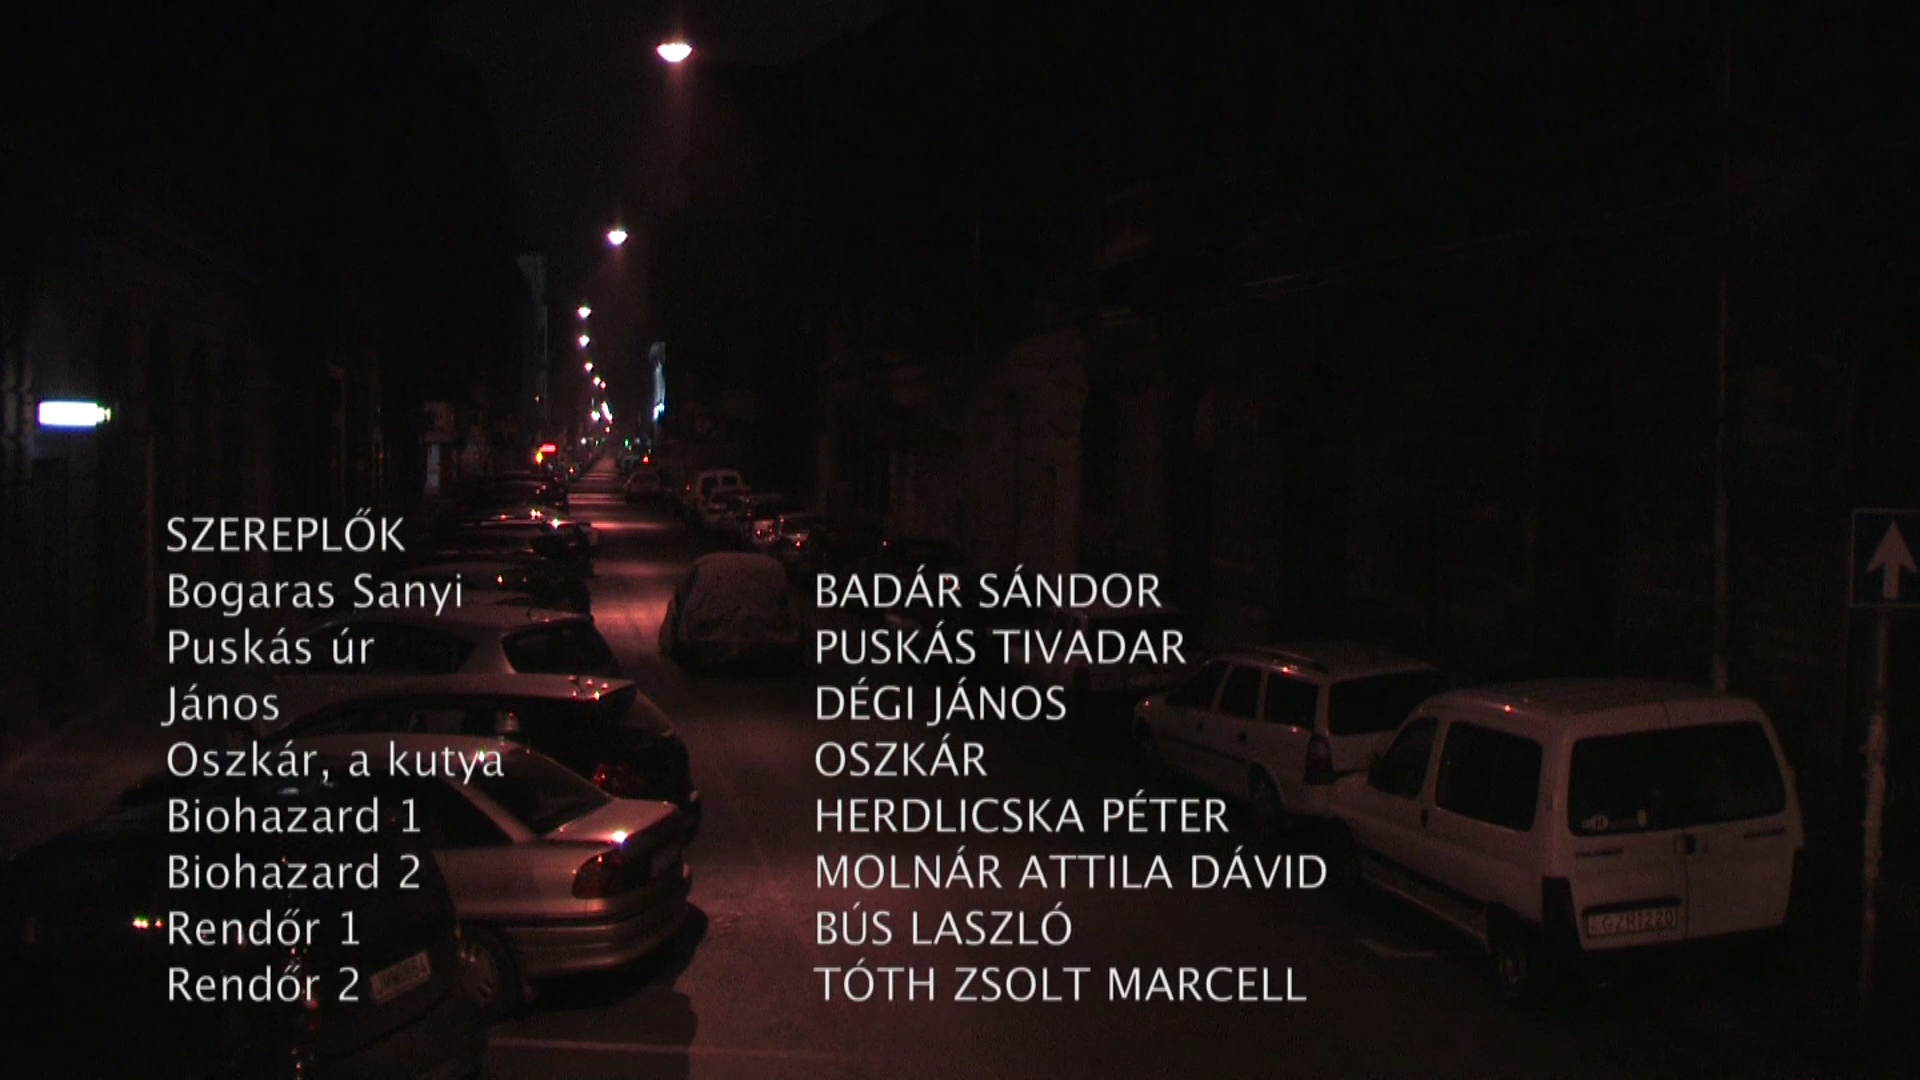 SZEREPLŐK
Bogaras Sanyi BADÁR SÁNDOR
Puskás úr PUSKÁS TIVADAR
János DÉGI JÁNOS
Oszkár, a kutya OSZKÁR
Biohazard 1 HERDLICSKA PÉTER
Biohazard 2 MOLNÁR ATTILA DÁVID
Rendőr 1 BÚS LASZLÓ
Rendőr 2 TÓTH ZSOLT MARCELL